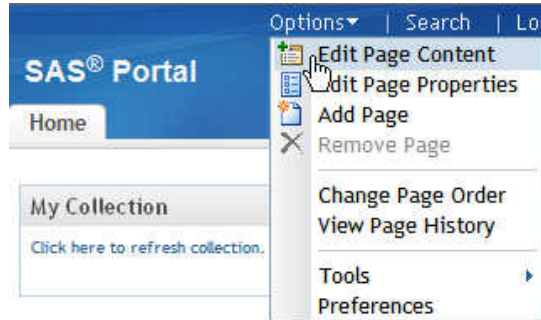 Options▾ | Search | Lo
SAS® Portal
Home
My Collection
Click here to refresh collection.
Edit Page Content
Edit Page Properties
Add Page
Remove Page
Change Page Order
View Page History
Tools
Preferences